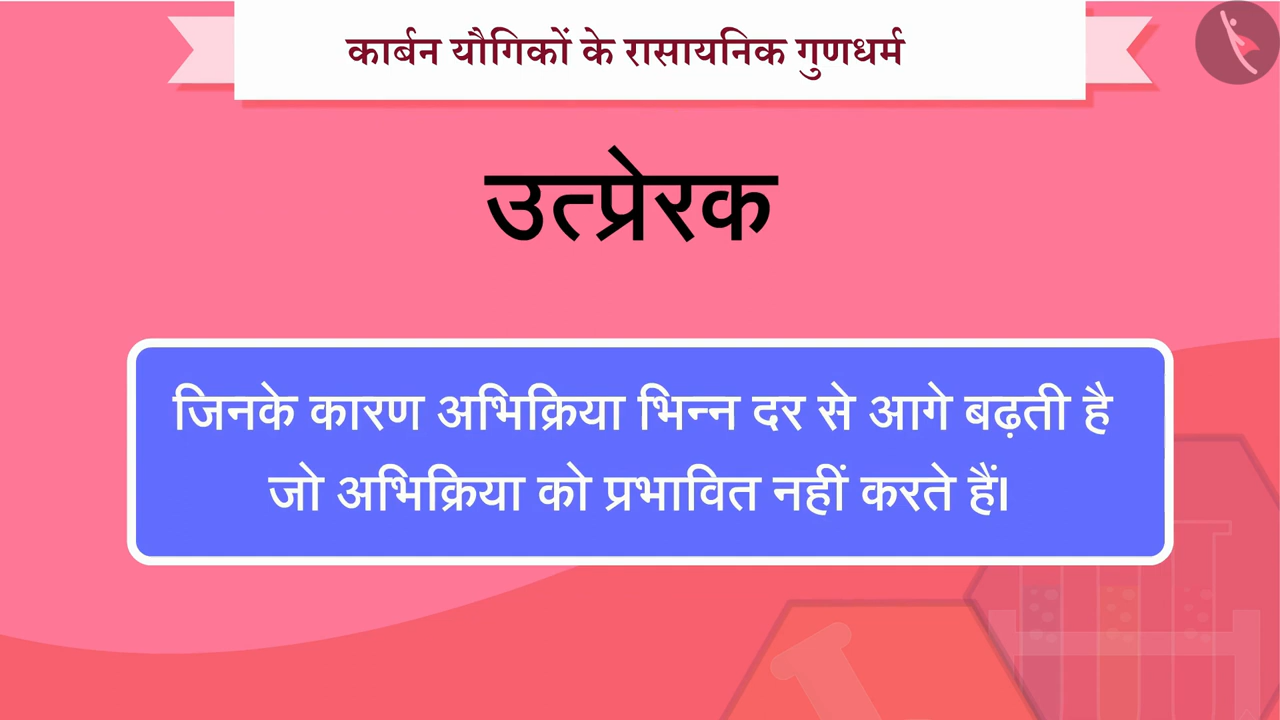 कार्बन यौगिकों के रासायनिक गुणधर्म
उत्प्रेरक
जिनके कारण अभिक्रिया भिन्न दर से आगे बढ़ती है
जो अभिक्रिया को प्रभावित नहीं करते हैं।